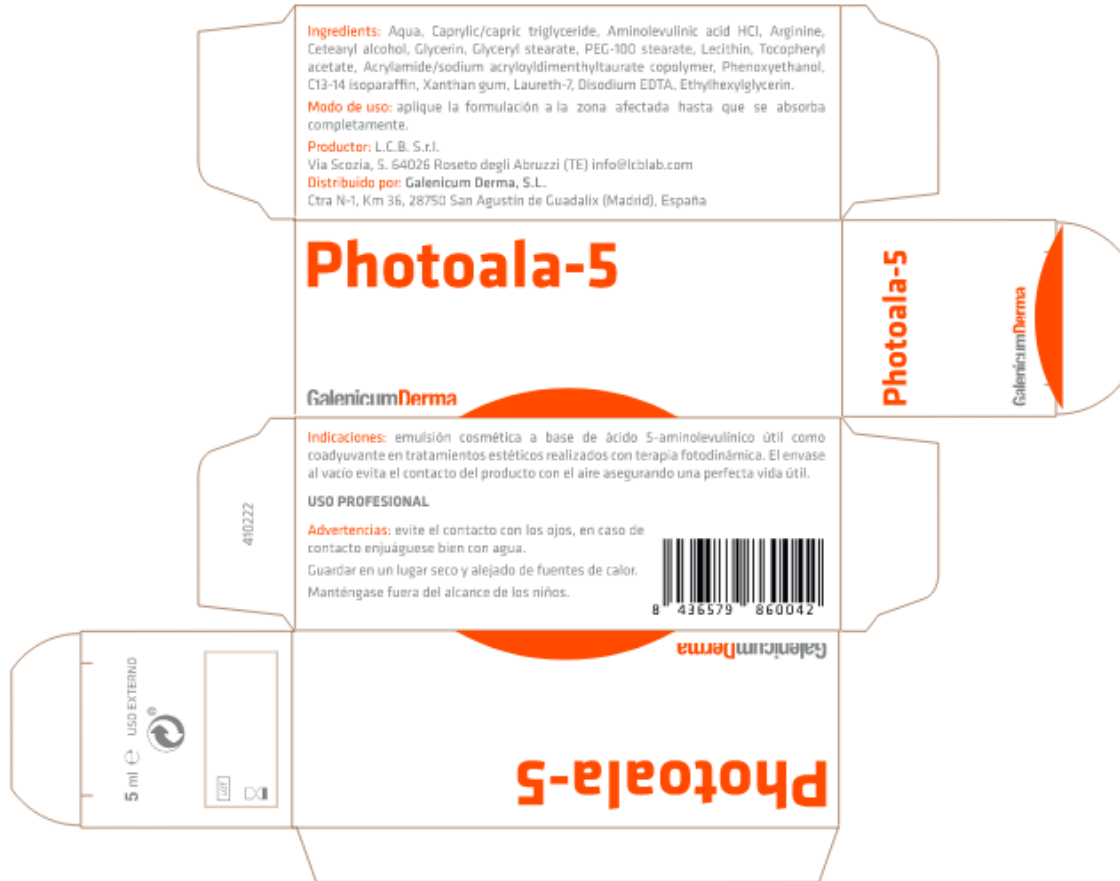 Ingredients: Aqua, Caprylic/capric triglyceride, Aminolevulinic acid HCl, Arginine,
Cetearyl alcohol, Glycerin, Glyceryl stearate, PEG-100 stearate, Lecithin, Tocopheryl
acetate, Acrylamide/sodium acryloyldimenthyltaurate copolymer, Phenoxyethanol,
C13-14 isoparaffin, Xanthan gum, Laureth-7, Disodium EDTA, Ethylhexylglycerin.
Modo de uso: aplique la formulación a la zona afectada hasta que se absorba
completamente.
Productor: L.C.B. S.r.l.
Via Scozia, 5. 64026 Roseto degli Abruzzi (TE) info@lcblab.com
Distribuido por: Galenicum Derma, S.L.
Ctra N-1, Km 36, 28750 San Agustín de Guadalix (Madrid), España
Photoala-5
GalenicumDerma
Photoala-5
GalenicumDerma
Indicaciones: emulsión cosmética a base de ácido 5-aminolevulínico útil como
coadyuvante en tratamientos estéticos realizados con terapia fotodinámica. El envase
al vacío evita el contacto del producto con el aire asegurando una perfecta vida útil.
USO PROFESIONAL
Advertencias: evite el contacto con los ojos, en caso de
contacto enjuáguese bien con agua.
Guardar en un lugar seco y alejado de fuentes de calor.
Manténgase fuera del alcance de los niños.
8 436579 860042
410222
GalenicumDerma
Photoala-5
5 ml ℮ USO EXTERNO
®
LOT